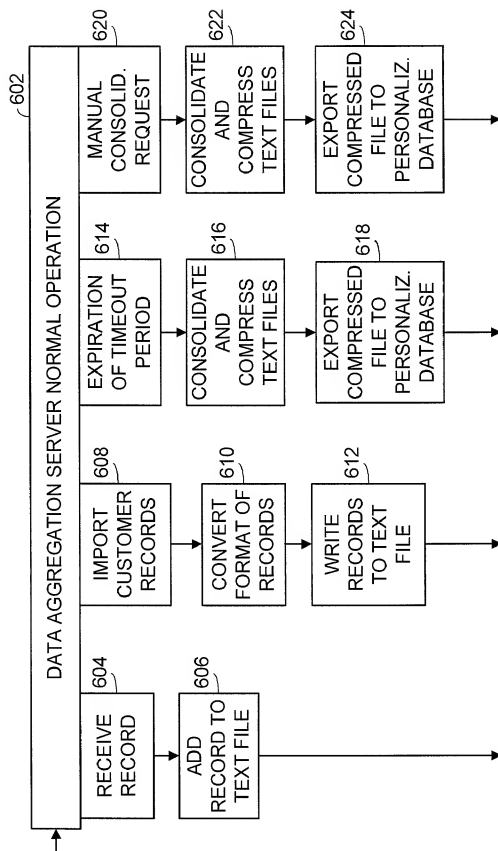 602
DATA AGGREGATION SERVER NORMAL OPERATION
604
RECEIVE
RECORD
606
ADD
RECORD TO
TEXT FILE
608
IMPORT
CUSTOMER
RECORDS
610
CONVERT
FORMAT OF
RECORDS
612
WRITE
RECORDS
TO TEXT
FILE
614
EXPIRATION
OF TIMEOUT
PERIOD
616
CONSOLIDATE
AND
COMPRESS
TEXT FILES
618
EXPORT
COMPRESSED
FILE TO
PERSONALIZ.
DATABASE
620
MANUAL
CONSOLID.
REQUEST
622
CONSOLIDATE
AND
COMPRESS
TEXT FILES
624
EXPORT
COMPRESSED
FILE TO
PERSONALIZ.
DATABASE